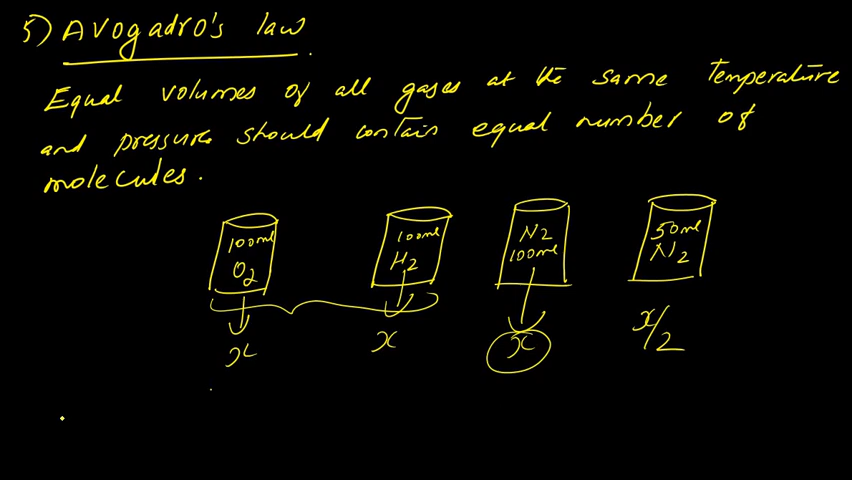 5) Avogadro's law.
Equal volumes of all gases at the same Temperature
and pressure should contain equal number of
molecules.
100ml 100ml N2 50ml
O2 H2 100ml N2
x x x x/2